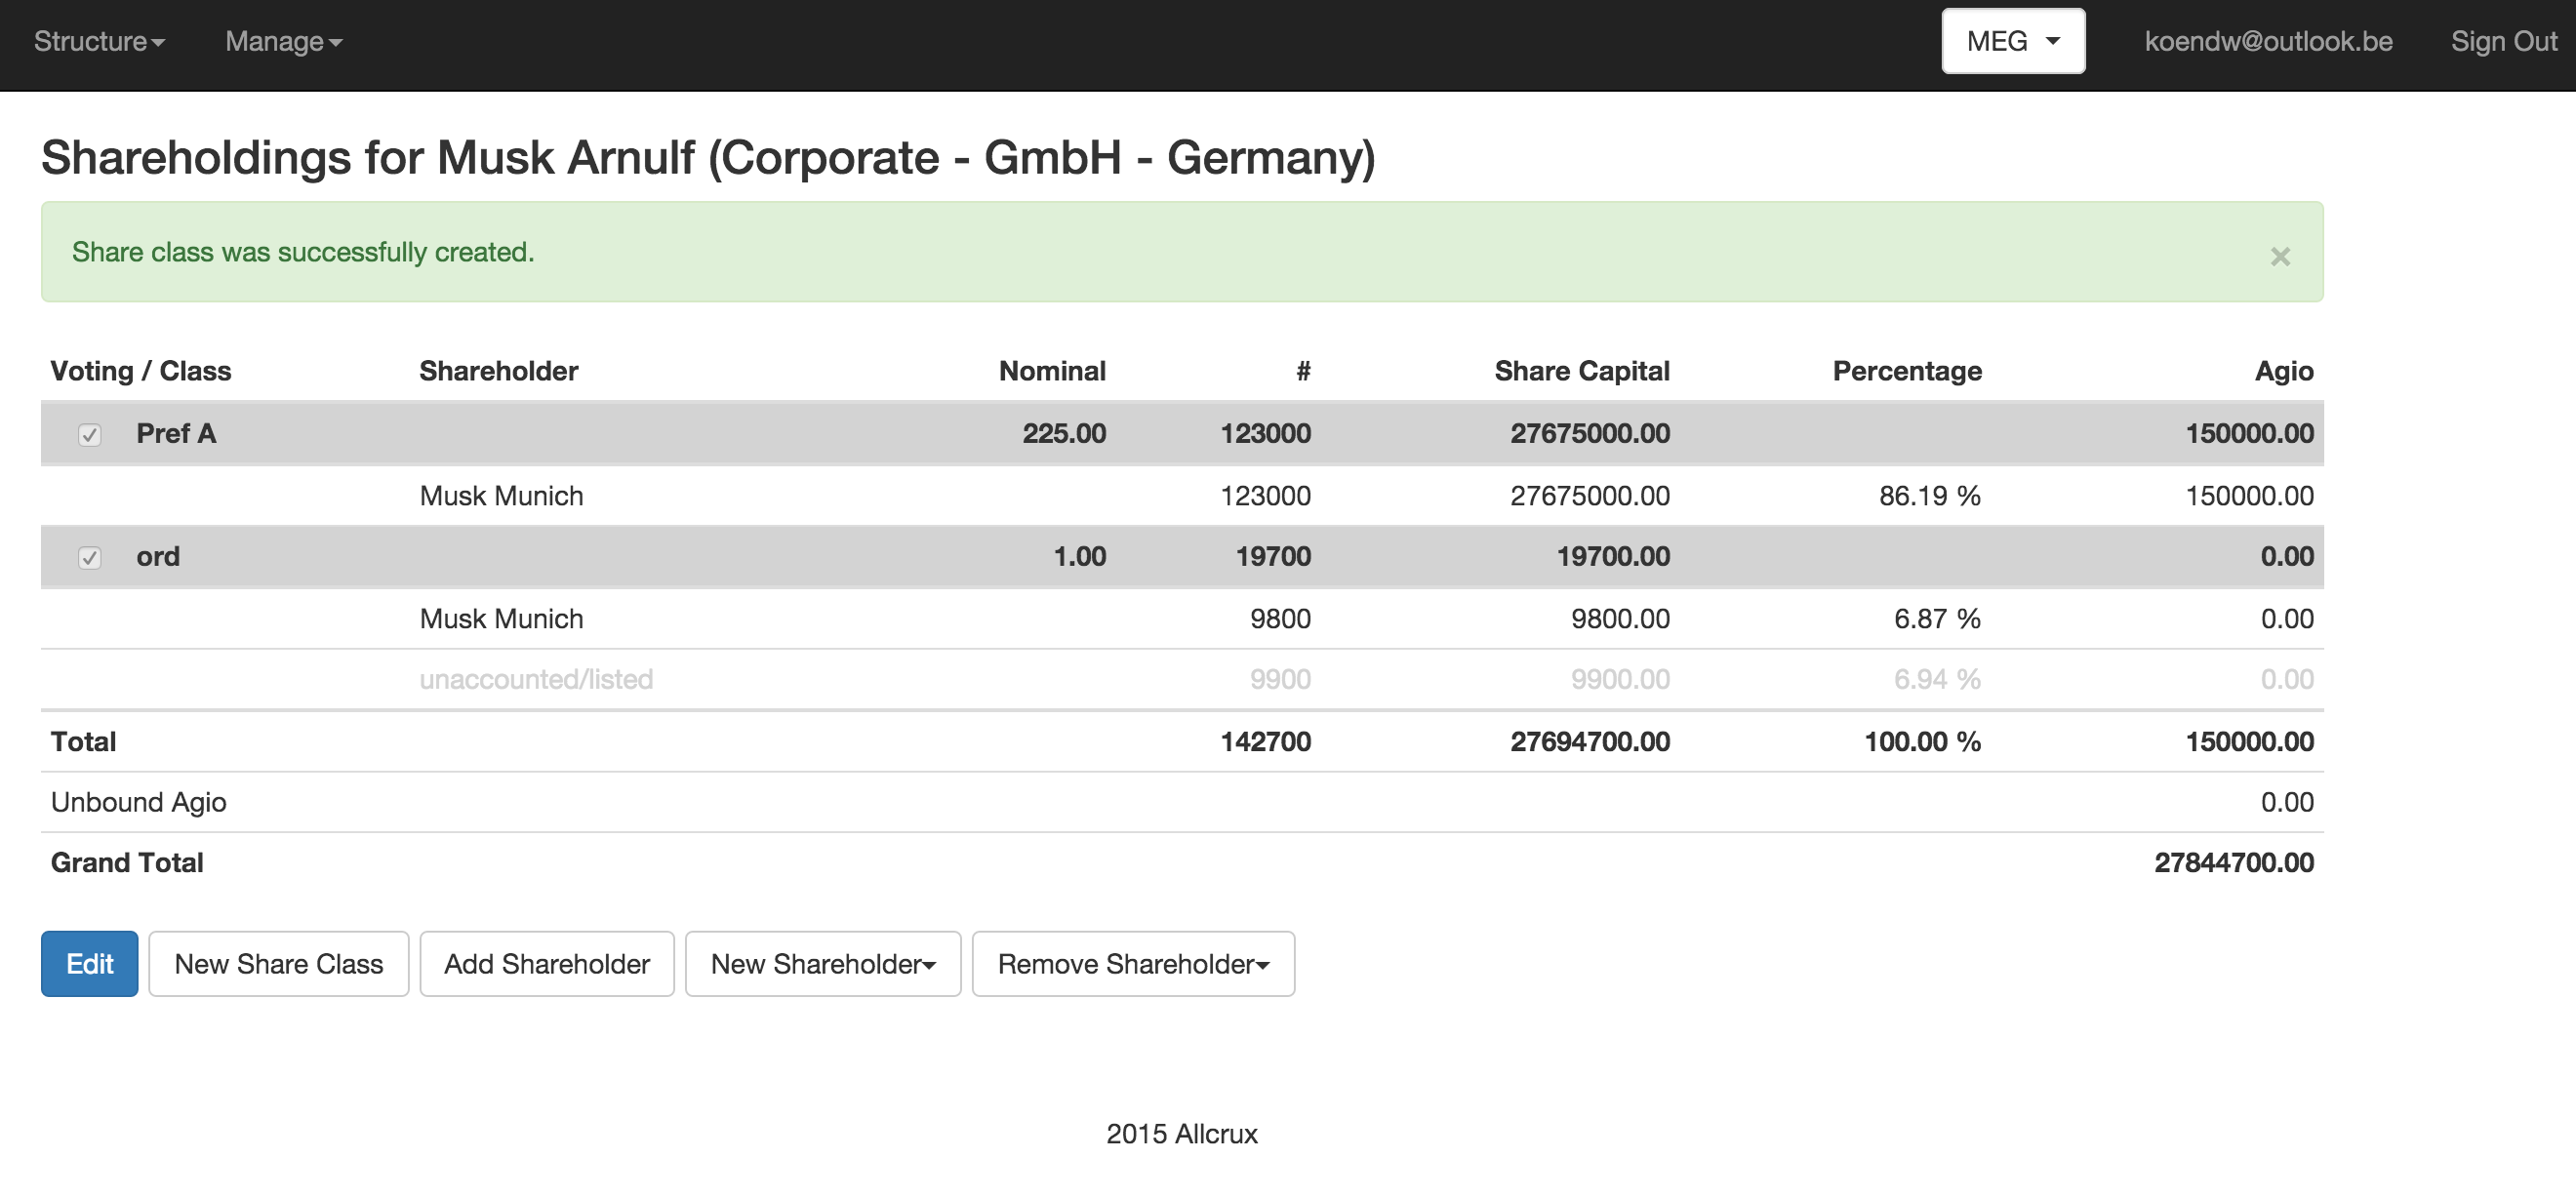 Structure Manage MEG koendw@outlook.be Sign Out
Shareholdings for Musk Arnulf (Corporate - GmbH - Germany)
Share class was successfully created. ×
Voting / Class Shareholder Nominal # Share Capital Percentage Agio
Pref A 225.00 123000 27675000.00 150000.00
Musk Munich 123000 27675000.00 86.19 % 150000.00
ord 1.00 19700 19700.00 0.00
Musk Munich 9800 9800.00 6.87 % 0.00
unaccounted/listed 9900 9900.00 6.94 % 0.00
Total 142700 27694700.00 100.00 % 150000.00
Unbound Agio 0.00
Grand Total 27844700.00
Edit New Share Class Add Shareholder New Shareholder Remove Shareholder
2015 Allcrux